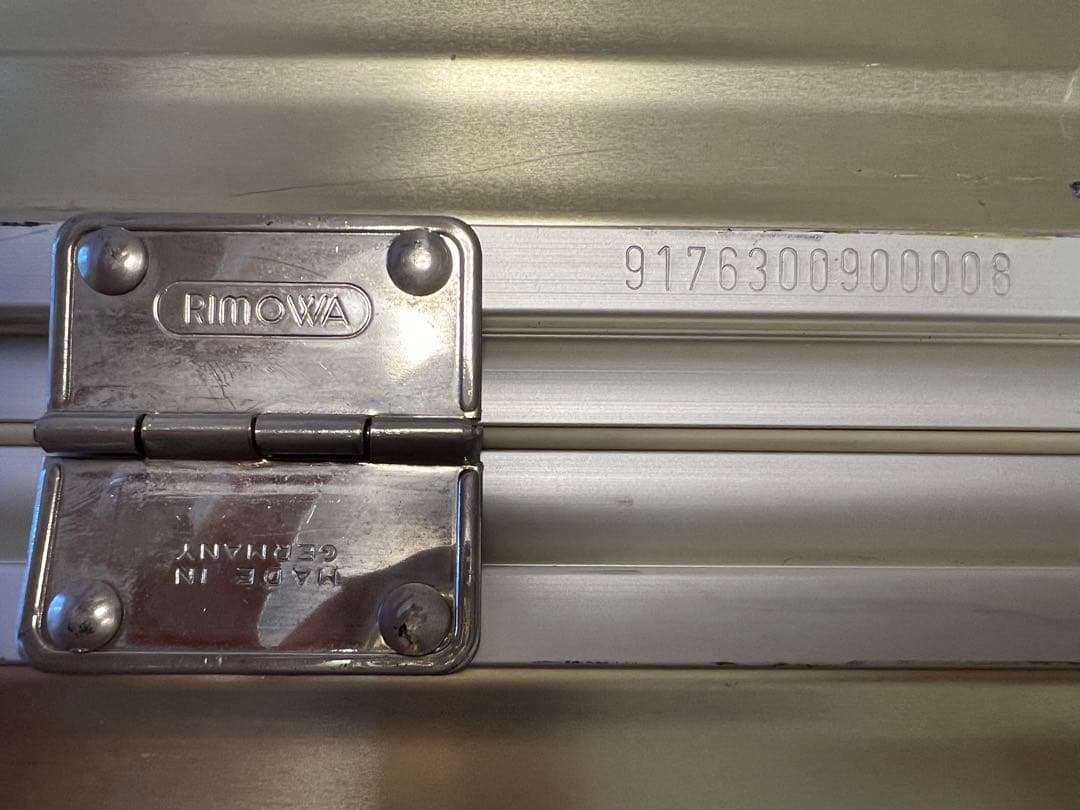 RIMOWA
9176300900008
MADE IN
GERMANY